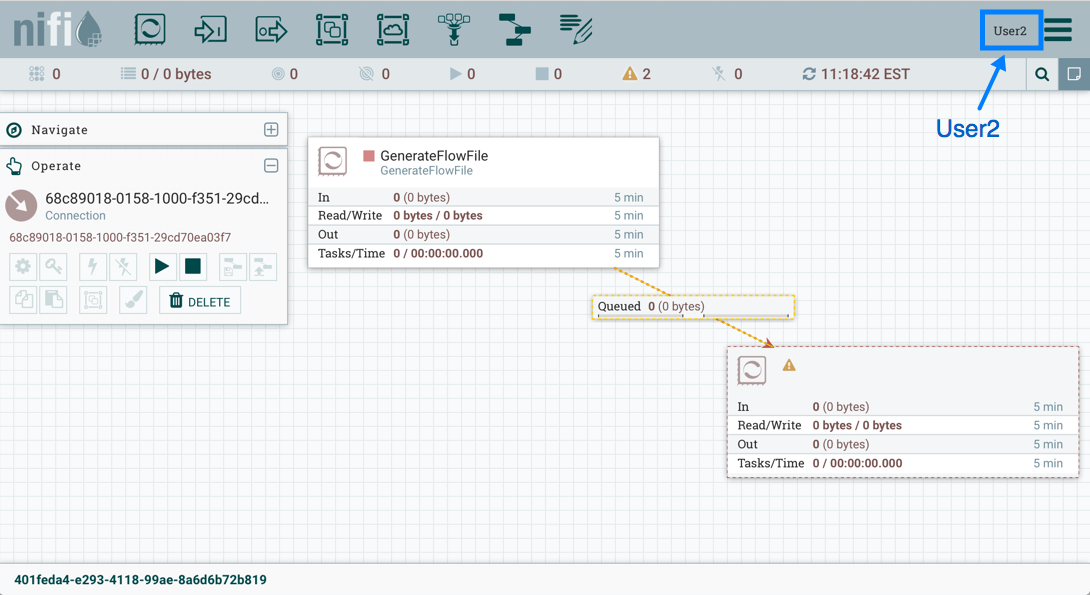 nifi
User2
0
0 / 0 bytes
0
0
0
0
2
0
11:18:42 EST
User2
Navigate
Operate
68c89018-0158-1000-f351-29cd...
Connection
68c89018-0158-1000-f351-29cd70ea03f7
DELETE
GenerateFlowFile
GenerateFlowFile
In 0 (0 bytes) 5 min
Read/Write 0 bytes / 0 bytes 5 min
Out 0 (0 bytes) 5 min
Tasks/Time 0 / 00:00:00.000 5 min
Queued 0 (0 bytes)
In 0 (0 bytes) 5 min
Read/Write 0 bytes / 0 bytes 5 min
Out 0 (0 bytes) 5 min
Tasks/Time 0 / 00:00:00.000 5 min
401feda4-e293-4118-99ae-8a6d6b72b819